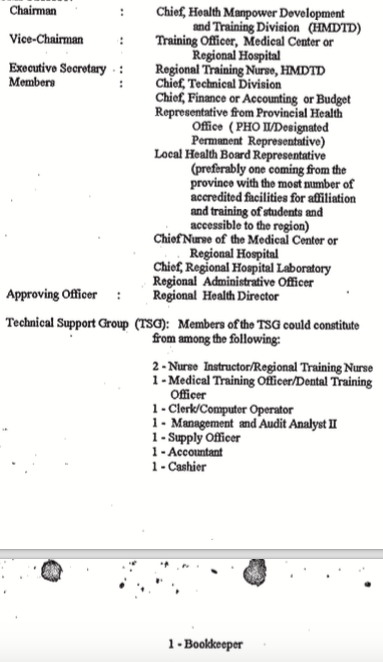 Chairman : Chief, Health Manpower Development
and Training Division (HMDTD)
Vice-Chairman : Training Officer, Medical Center or
Regional Hospital
Executive Secretary : Regional Training Nurse, HMDTD
Members : Chief, Technical Division
Chief, Finance or Accounting or Budget
Representative from Provincial Health
Office ( PHO II/Designated
Permanent Representative)
Local Health Board Representative
(preferably one coming from the
province with the most number of
accredited facilities for affiliation
and training of students and
accessible to the region)
Chief Nurse of the Medical Center or
Regional Hospital
Chief, Regional Hospital Laboratory
Regional Administrative Officer
Approving Officer : Regional Health Director
Technical Support Group (TSG): Members of the TSG could constitute
from among the following:
2 - Nurse Instructor/Regional Training Nurse
1 - Medical Training Officer/Dental Training
Officer
1 - Clerk/Computer Operator
1 - Management and Audit Analyst II
1 - Supply Officer
1 - Accountant
1 - Cashier
1 - Bookkeeper